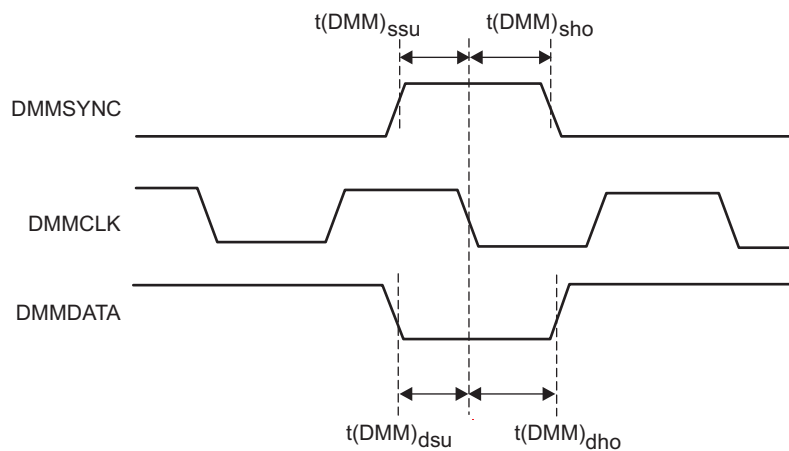 t(DMM)ssu
t(DMM)sho
DMMSYNC
DMMCLK
DMMDATA
t(DMM)dsu
t(DMM)dho